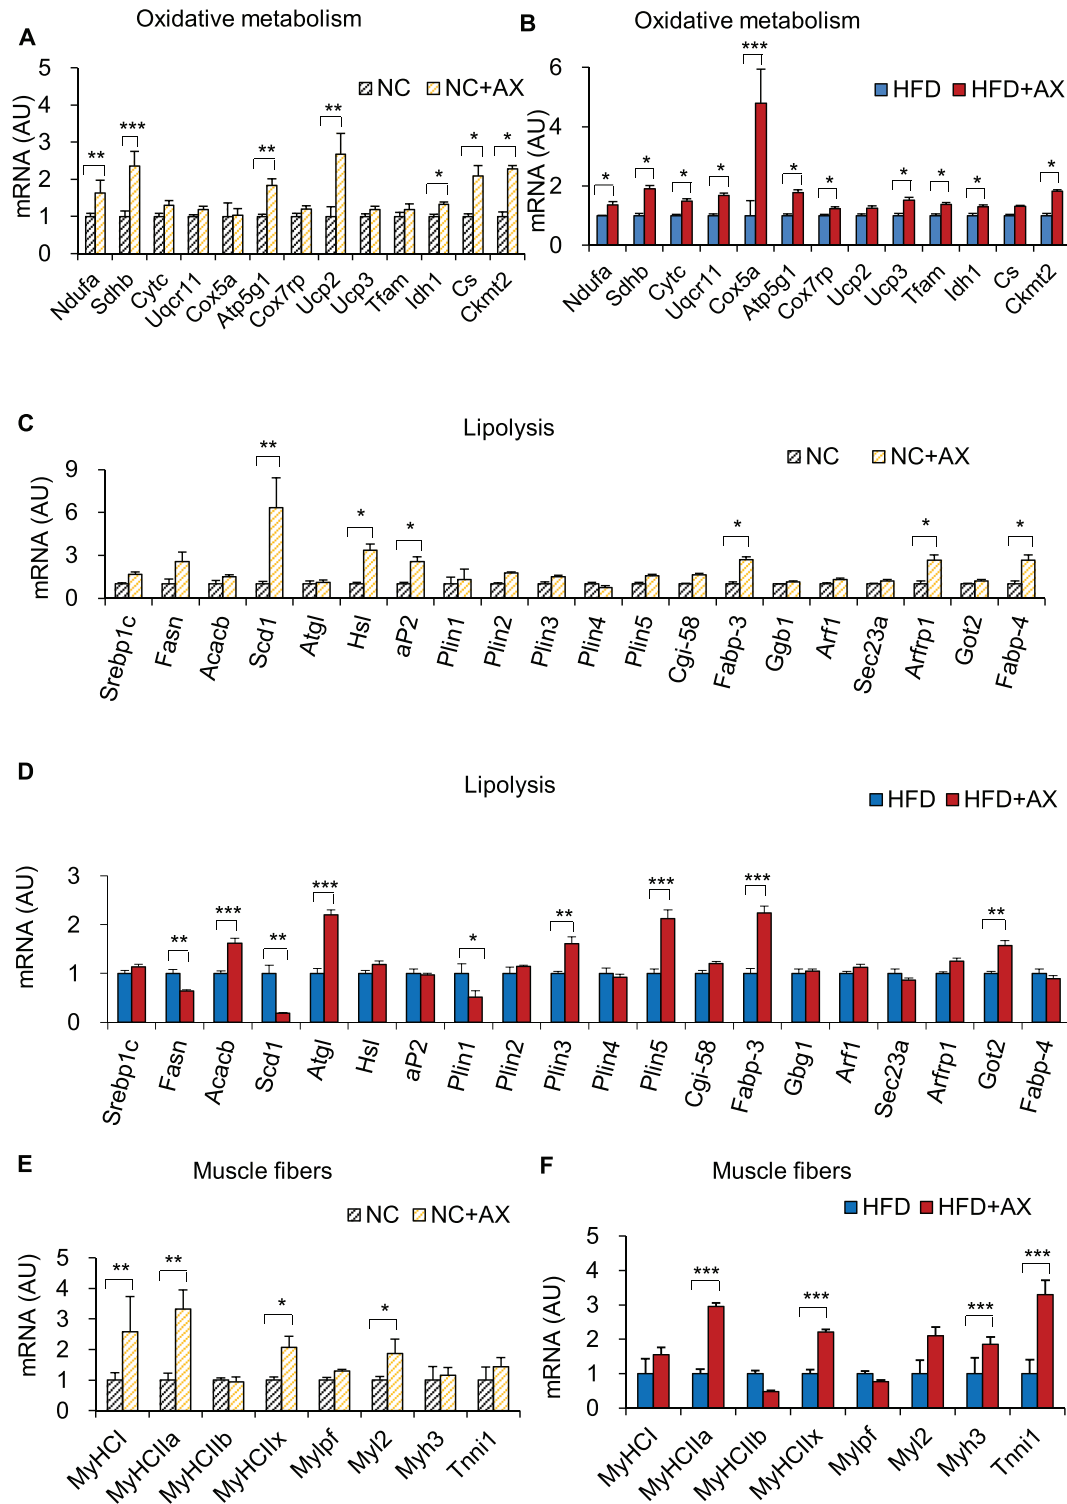 A
Oxidative metabolism
mRNA (AU)
5
4
3
2
1
0
NC NC+AX
** *** ** ** * * *
Ndufa Sdhb Cytc Uqcr11 Cox5a Atp5g1 Cox7rp Ucp2 Ucp3 Tfam Idh1 Cs Ckmt2
B
Oxidative metabolism
mRNA (AU)
6
4
2
0
HFD HFD+AX
* * * * *** * * * * * *
Ndufa Sdhb Cytc Uqcr11 Cox5a Atp5g1 Cox7rp Ucp2 Ucp3 Tfam Idh1 Cs Ckmt2
C
Lipolysis
mRNA (AU)
9
6
3
0
NC NC+AX
** * * * * *
Srebp1c Fasn Acacb Scd1 Atgl Hsl aP2 Plin1 Plin2 Plin3 Plin4 Plin5 Cgi-58 Fabp-3 Ggb1 Arf1 Sec23a Arfrp1 Got2 Fabp-4
D
Lipolysis
mRNA (AU)
3
2
1
0
HFD HFD+AX
** *** ** *** * ** *** *** **
Srebp1c Fasn Acacb Scd1 Atgl Hsl aP2 Plin1 Plin2 Plin3 Plin4 Plin5 Cgi-58 Fabp-3 Gbg1 Arf1 Sec23a Arfrp1 Got2 Fabp-4
E
Muscle fibers
mRNA (AU)
5
4
3
2
1
0
NC NC+AX
** ** * *
MyHCI MyHCIIa MyHCIIb MyHCIIx Mylpf Myl2 Myh3 Tnni1
F
Muscle fibers
mRNA (AU)
5
4
3
2
1
0
HFD HFD+AX
*** *** *** ***
MyHCI MyHCIIa MyHCIIb MyHCIIx Mylpf Myl2 Myh3 Tnni1